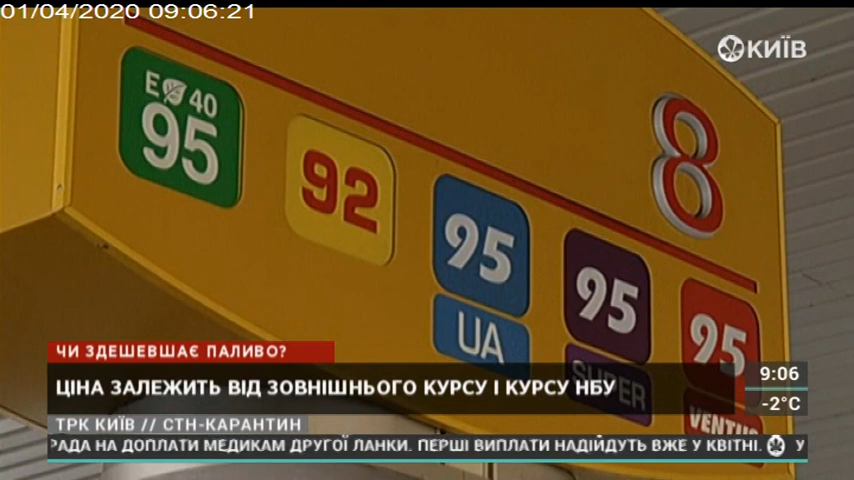 01/04/2020 09:06:21
КИЇВ
E 40
95
92
95
UA
95
SUPER
95
VENTUS
8
ЧИ ЗДЕШЕВШАЄ ПАЛИВО?
ЦІНА ЗАЛЕЖИТЬ ВІД ЗОВНІШНЬОГО КУРСУ І КУРСУ НБУ
9:06
-2°C
ТРК КИЇВ // СТН-КАРАНТИН
РАДА НА ДОПЛАТИ МЕДИКАМ ДРУГОЇ ЛАНКИ. ПЕРШІ ВИПЛАТИ НАДІЙДУТЬ ВЖЕ У КВІТНІ. У